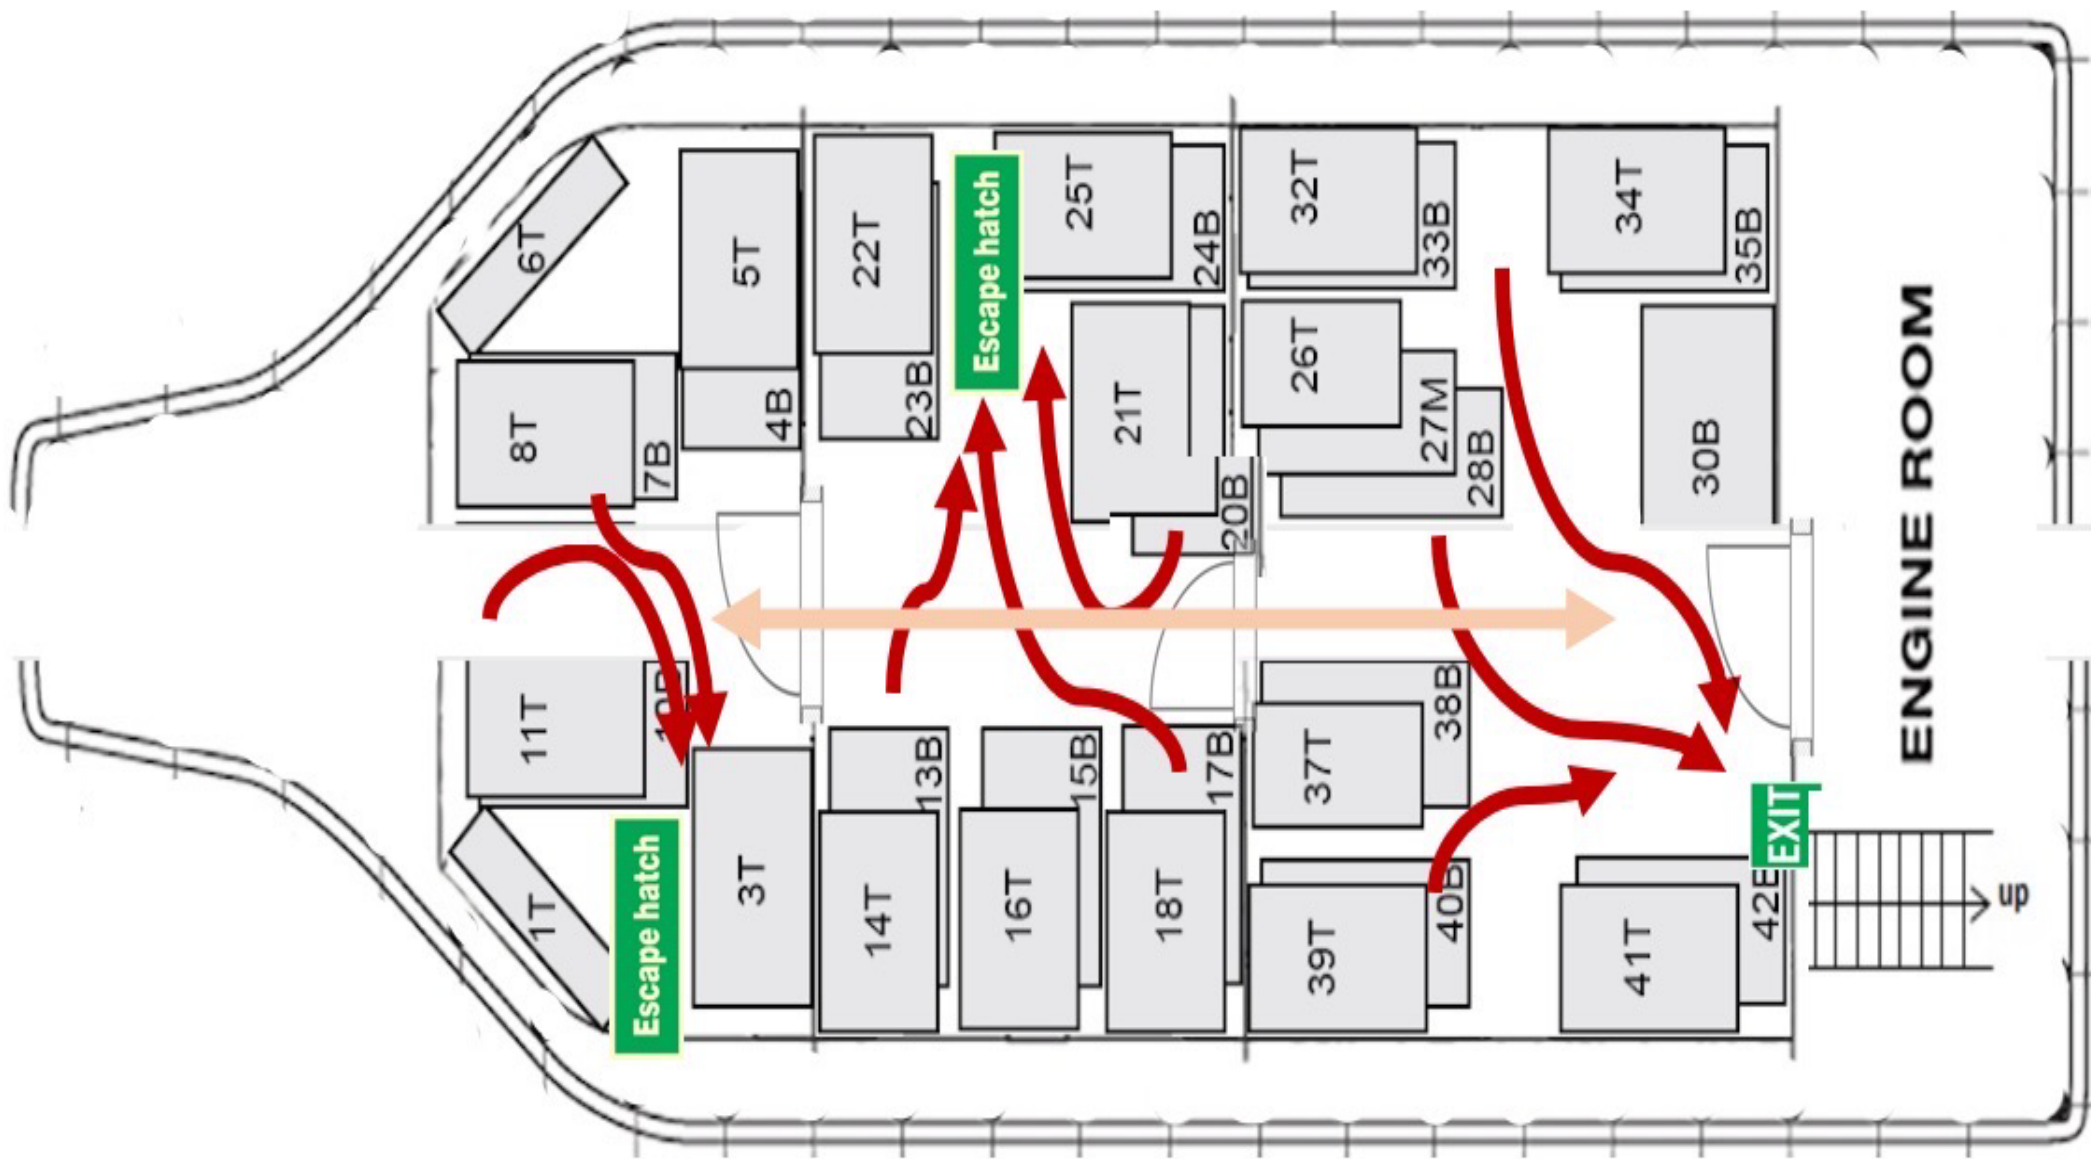 6T
5T
4B
8T
7B
22T
23B
Escape hatch
25T
24B
21T
20B
32T
33B
26T
27M
28B
34T
35B
30B
ENGINE ROOM
11T
1T
Escape hatch
3T
13B
14T
15B
16T
17B
18T
37T
38B
39T
40B
41T
EXIT
up